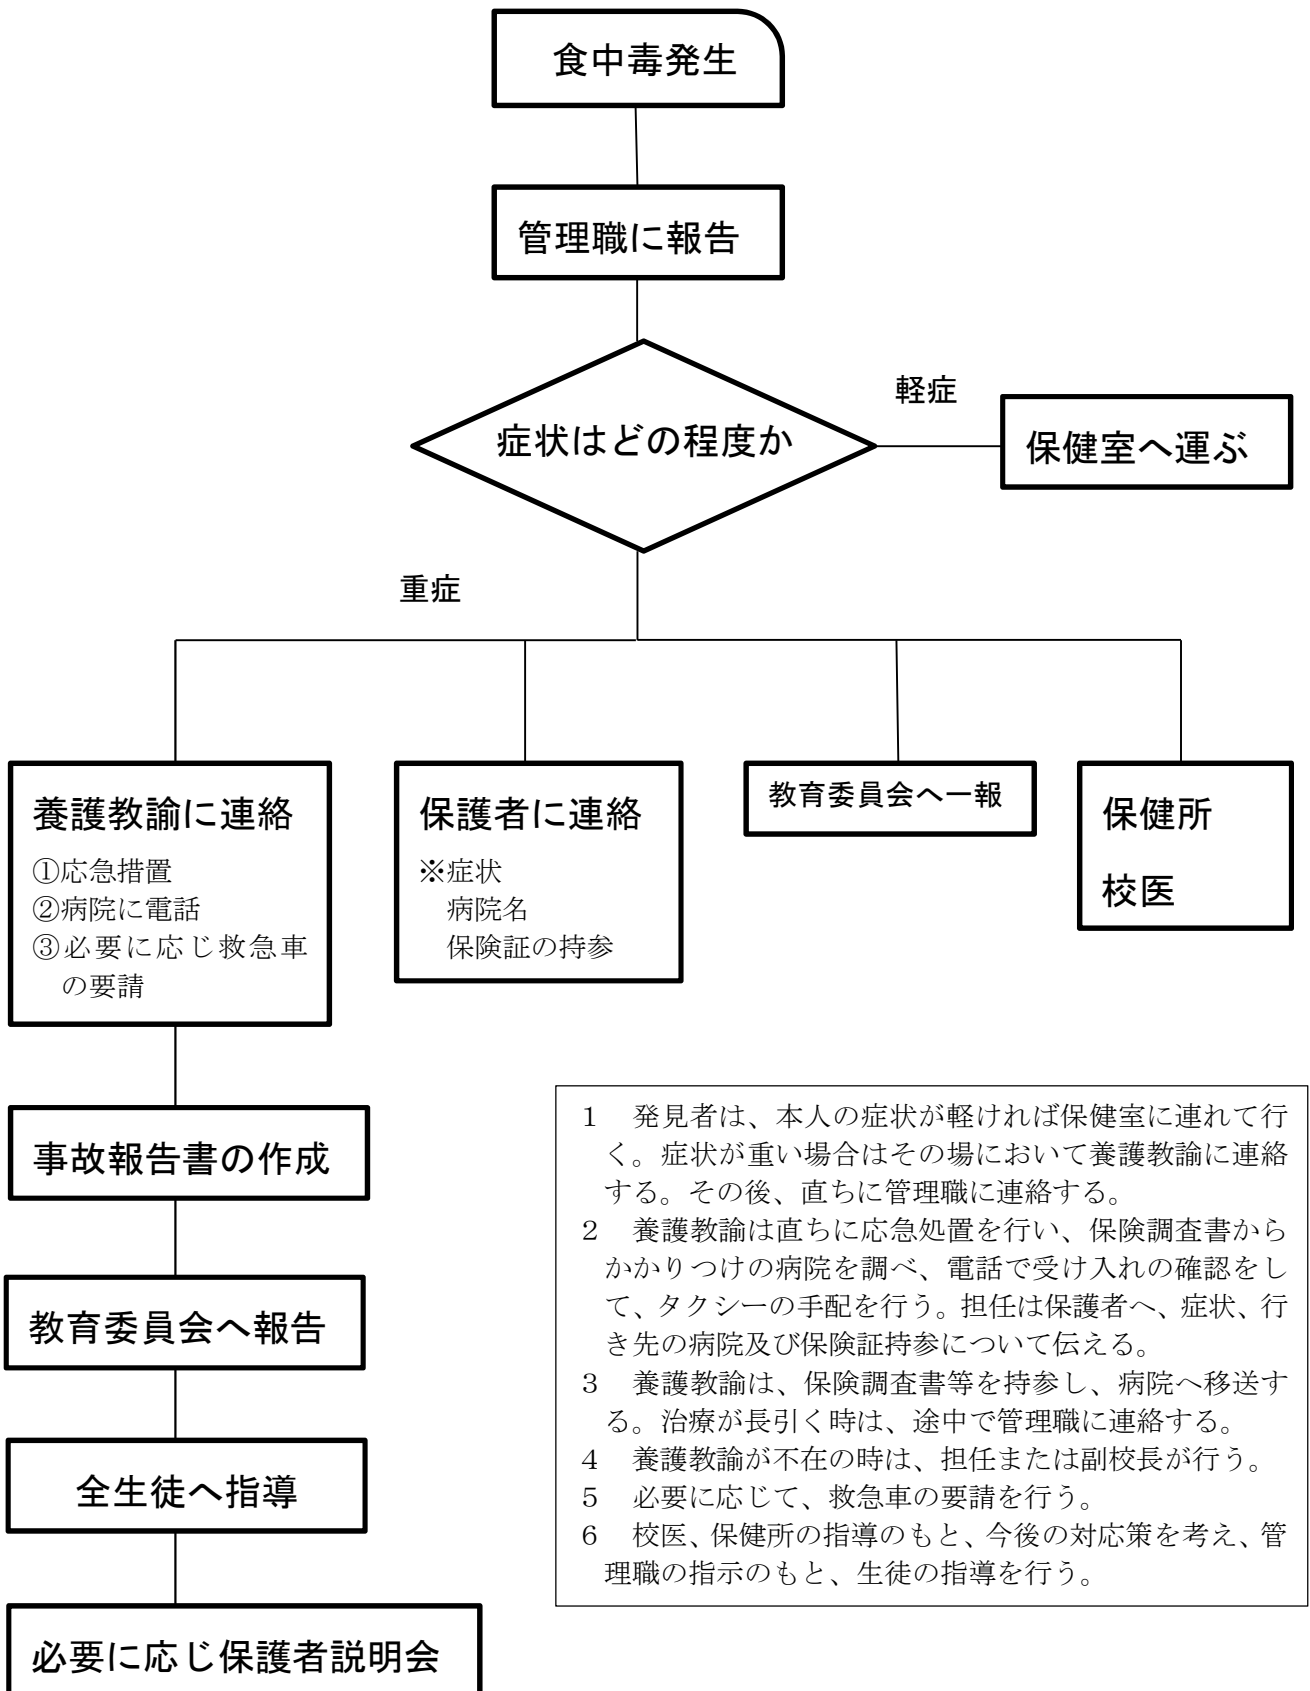 食中毒発生
管理職に報告
症状はどの程度か
軽症
保健室へ運ぶ
重症
養護教諭に連絡
①応急措置
②病院に電話
③必要に応じ救急車
の要請
保護者に連絡
※症状
病院名
保険証の持参
教育委員会へ一報
保健所
校医
事故報告書の作成
教育委員会へ報告
全生徒へ指導
必要に応じ保護者説明会
1　発見者は、本人の症状が軽ければ保健室に連れて行
く。症状が重い場合はその場において養護教諭に連絡
する。その後、直ちに管理職に連絡する。
2　養護教諭は直ちに応急処置を行い、保険調査書から
かかりつけの病院を調べ、電話で受け入れの確認をし
て、タクシーの手配を行う。担任は保護者へ、症状、行
き先の病院及び保険証持参について伝える。
3　養護教諭は、保険調査書等を持参し、病院へ移送す
る。治療が長引く時は、途中で管理職に連絡する。
4　養護教諭が不在の時は、担任または副校長が行う。
5　必要に応じて、救急車の要請を行う。
6　校医、保健所の指導のもと、今後の対応策を考え、管
理職の指示のもと、生徒の指導を行う。